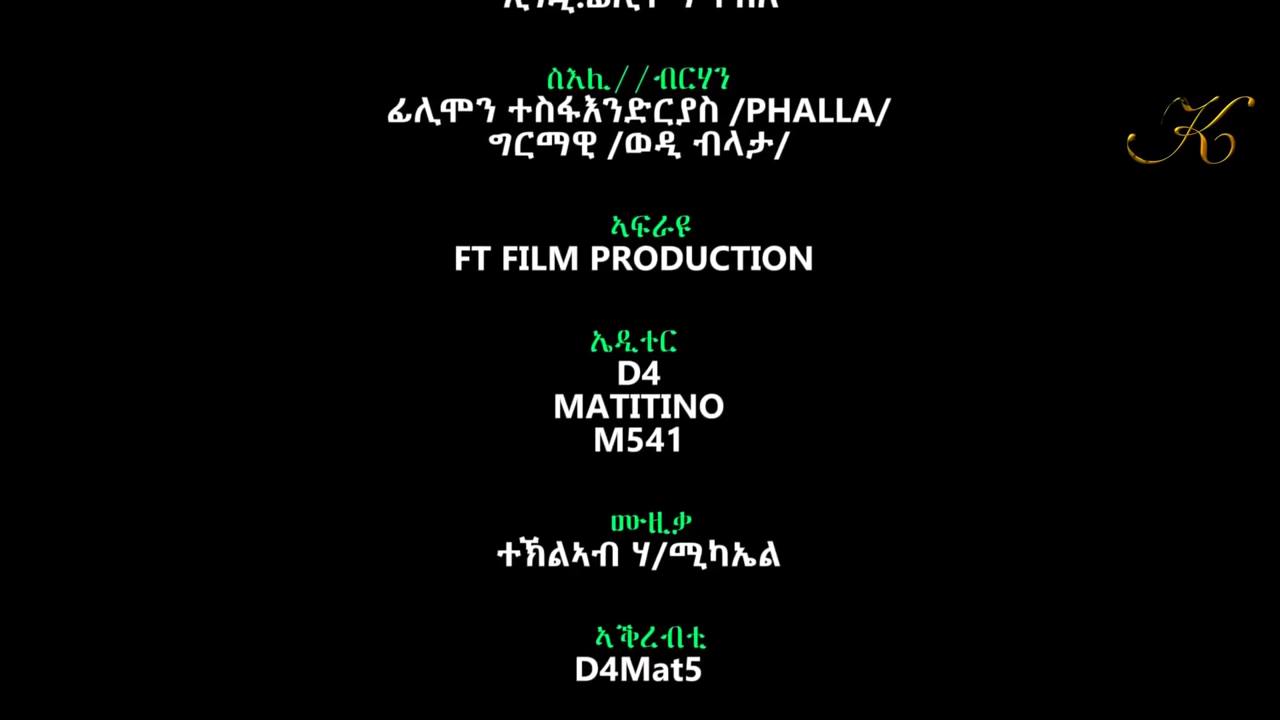 ስእሊ//ብርሃን
ፊሊሞን ተስፋእንድርያስ /PHALLA/
ግርማዊ /ወዲ ብላታ/
ኣፍራዩ
FT FILM PRODUCTION
ኤዲተር
D4
MATITINO
M541
ሙዚቃ
ተኽልኣብ ሃ/ሚካኤል
ኣቕረብቲ
D4Mat5
K